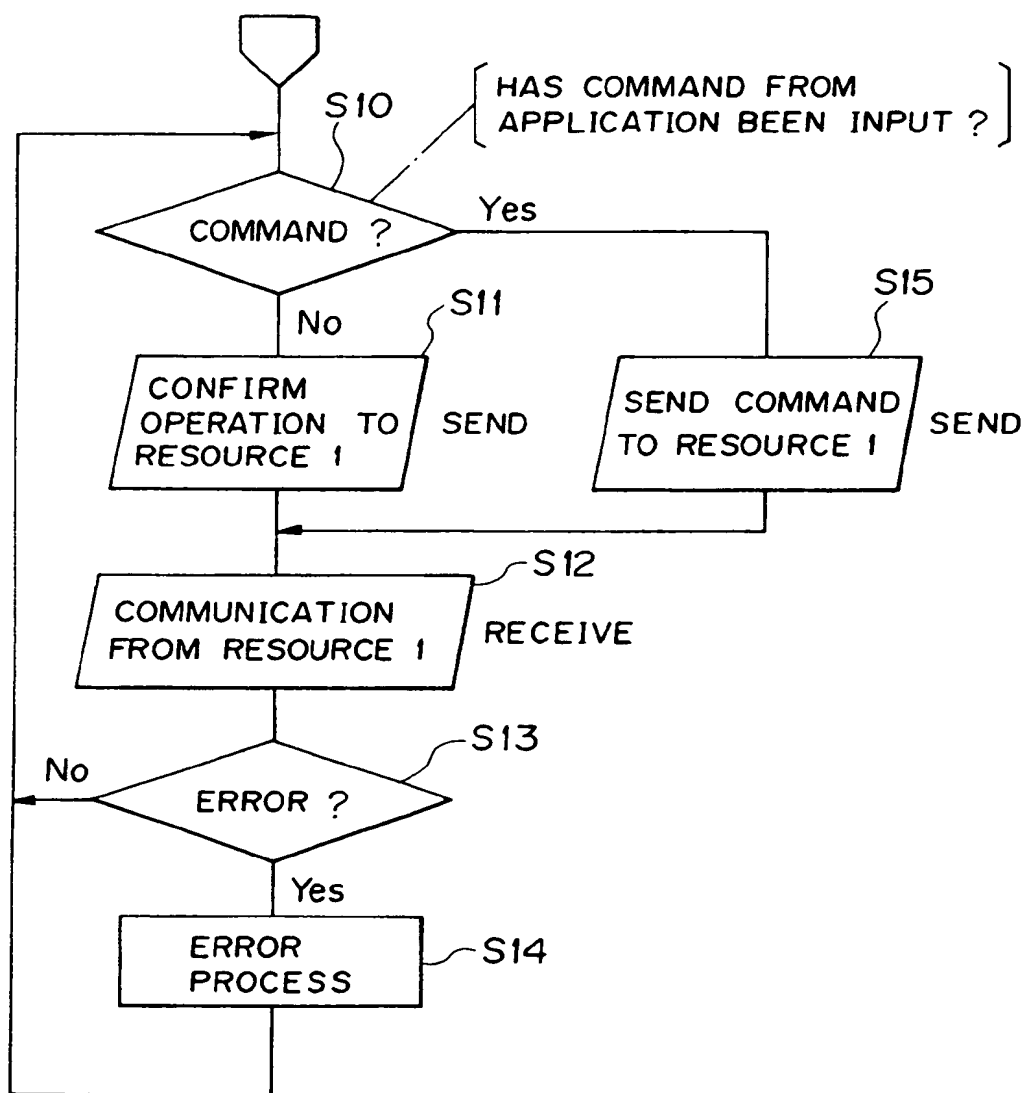 S10
HAS COMMAND FROM
APPLICATION BEEN INPUT ?
COMMAND ?
Yes
No
S11
S15
CONFIRM
OPERATION TO
RESOURCE 1
SEND
SEND COMMAND
TO RESOURCE 1
SEND
S12
COMMUNICATION
FROM RESOURCE 1
RECEIVE
S13
No
ERROR ?
Yes
ERROR
PROCESS
S14